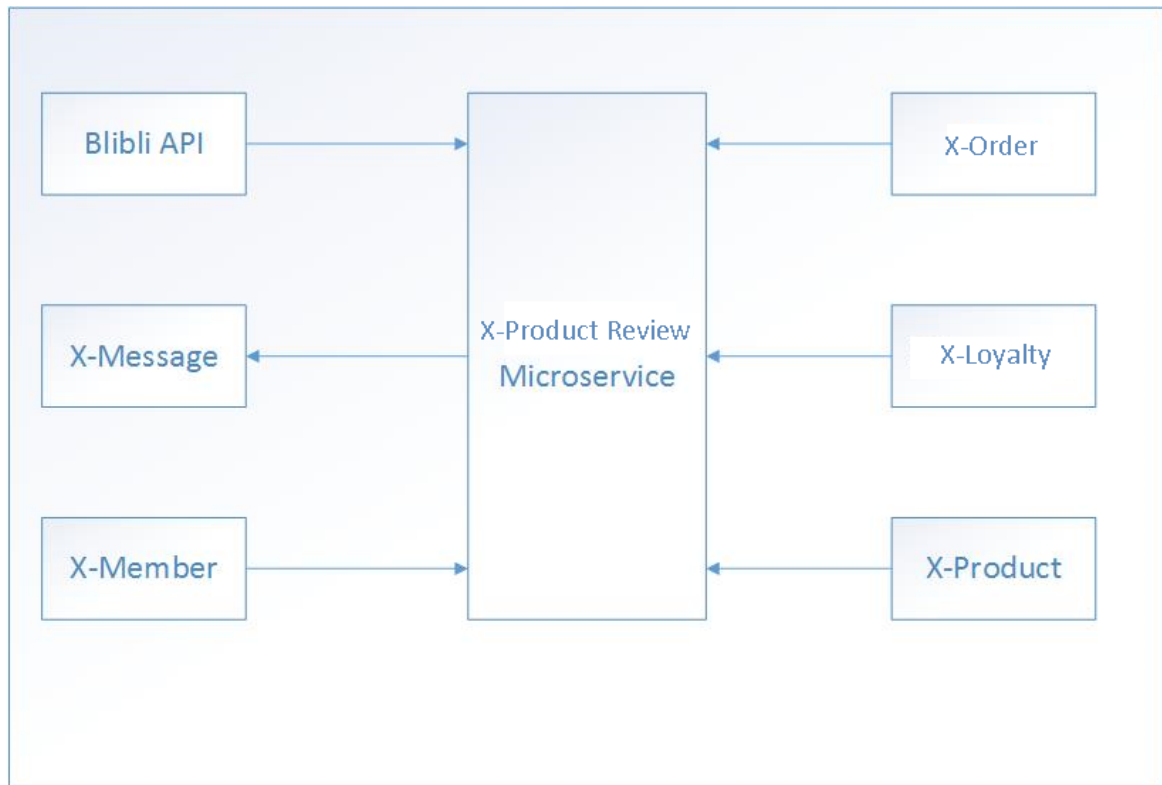 Blibli API
X-Order
X-Message
X-Product Review
Microservice
X-Loyalty
X-Member
X-Product